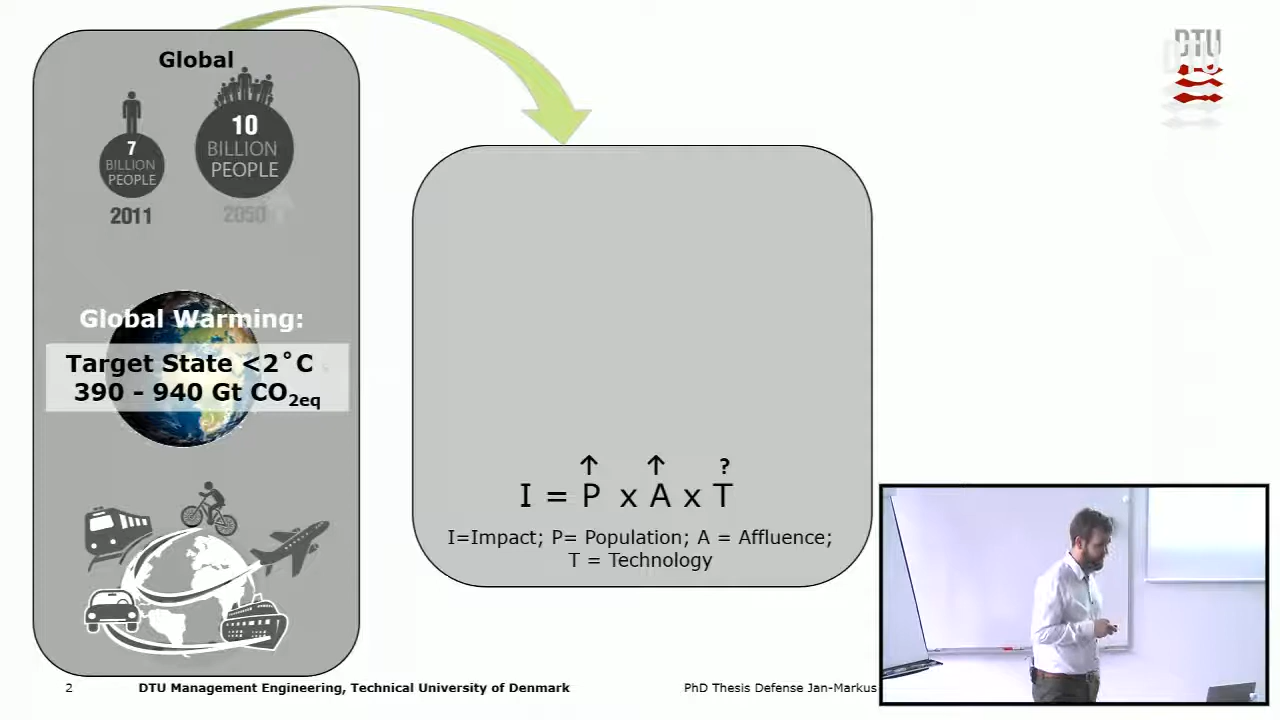 Global
7
BILLION
PEOPLE
2011
10
BILLION
PEOPLE
2050
Global Warming:
Target State <2°C
390 - 940 Gt CO2eq
↑ ↑ ?
I = P x A x T
I=Impact; P= Population; A = Affluence;
T = Technology
DTU
2
DTU Management Engineering, Technical University of Denmark
PhD Thesis Defense Jan-Markus